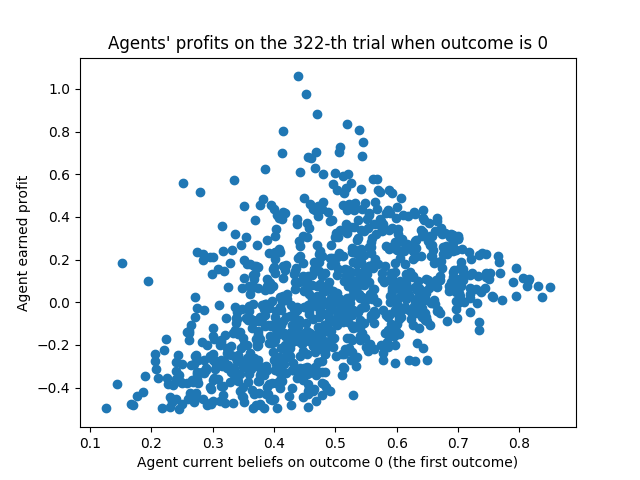 Agents' profits on the 322-th trial when outcome is 0
1.0
0.8
0.6
0.4
0.2
0.0
−0.2
−0.4
Agent earned profit
0.1 0.2 0.3 0.4 0.5 0.6 0.7 0.8
Agent current beliefs on outcome 0 (the first outcome)